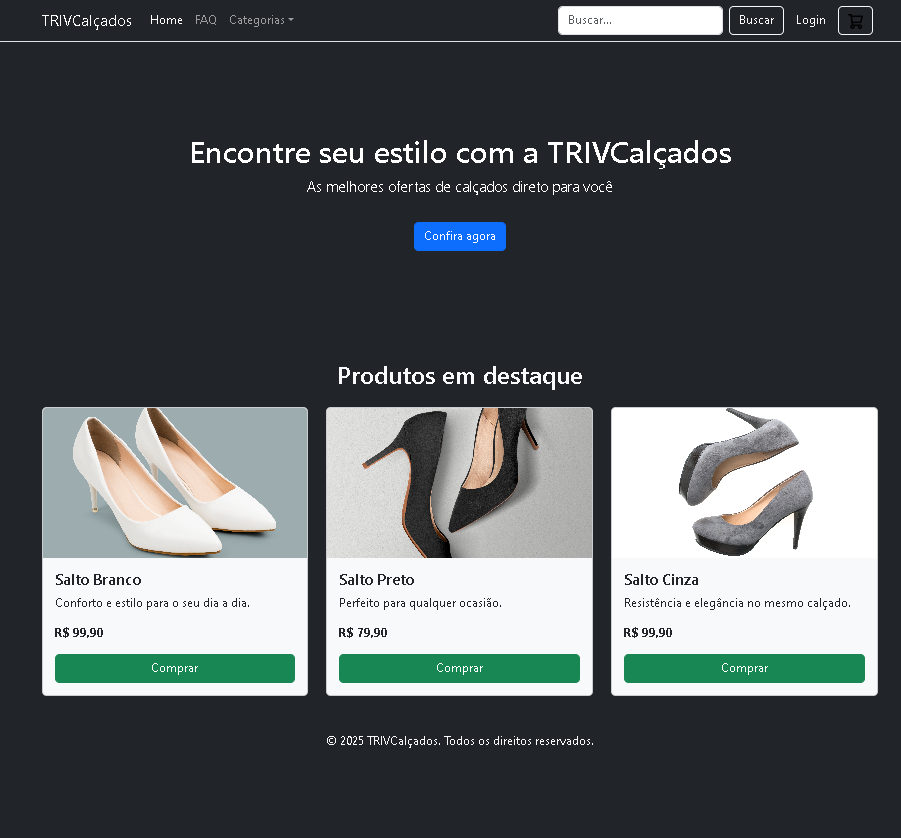 TRIVCalçados Home FAQ Categorias Buscar... Buscar Login
Encontre seu estilo com a TRIVCalçados
As melhores ofertas de calçados direto para você
Confira agora
Produtos em destaque
Salto Branco
Conforto e estilo para o seu dia a dia.
R$ 99,90
Comprar
Salto Preto
Perfeito para qualquer ocasião.
R$ 79,90
Comprar
Salto Cinza
Resistência e elegância no mesmo calçado.
R$ 99,90
Comprar
© 2025 TRIVCalçados. Todos os direitos reservados.